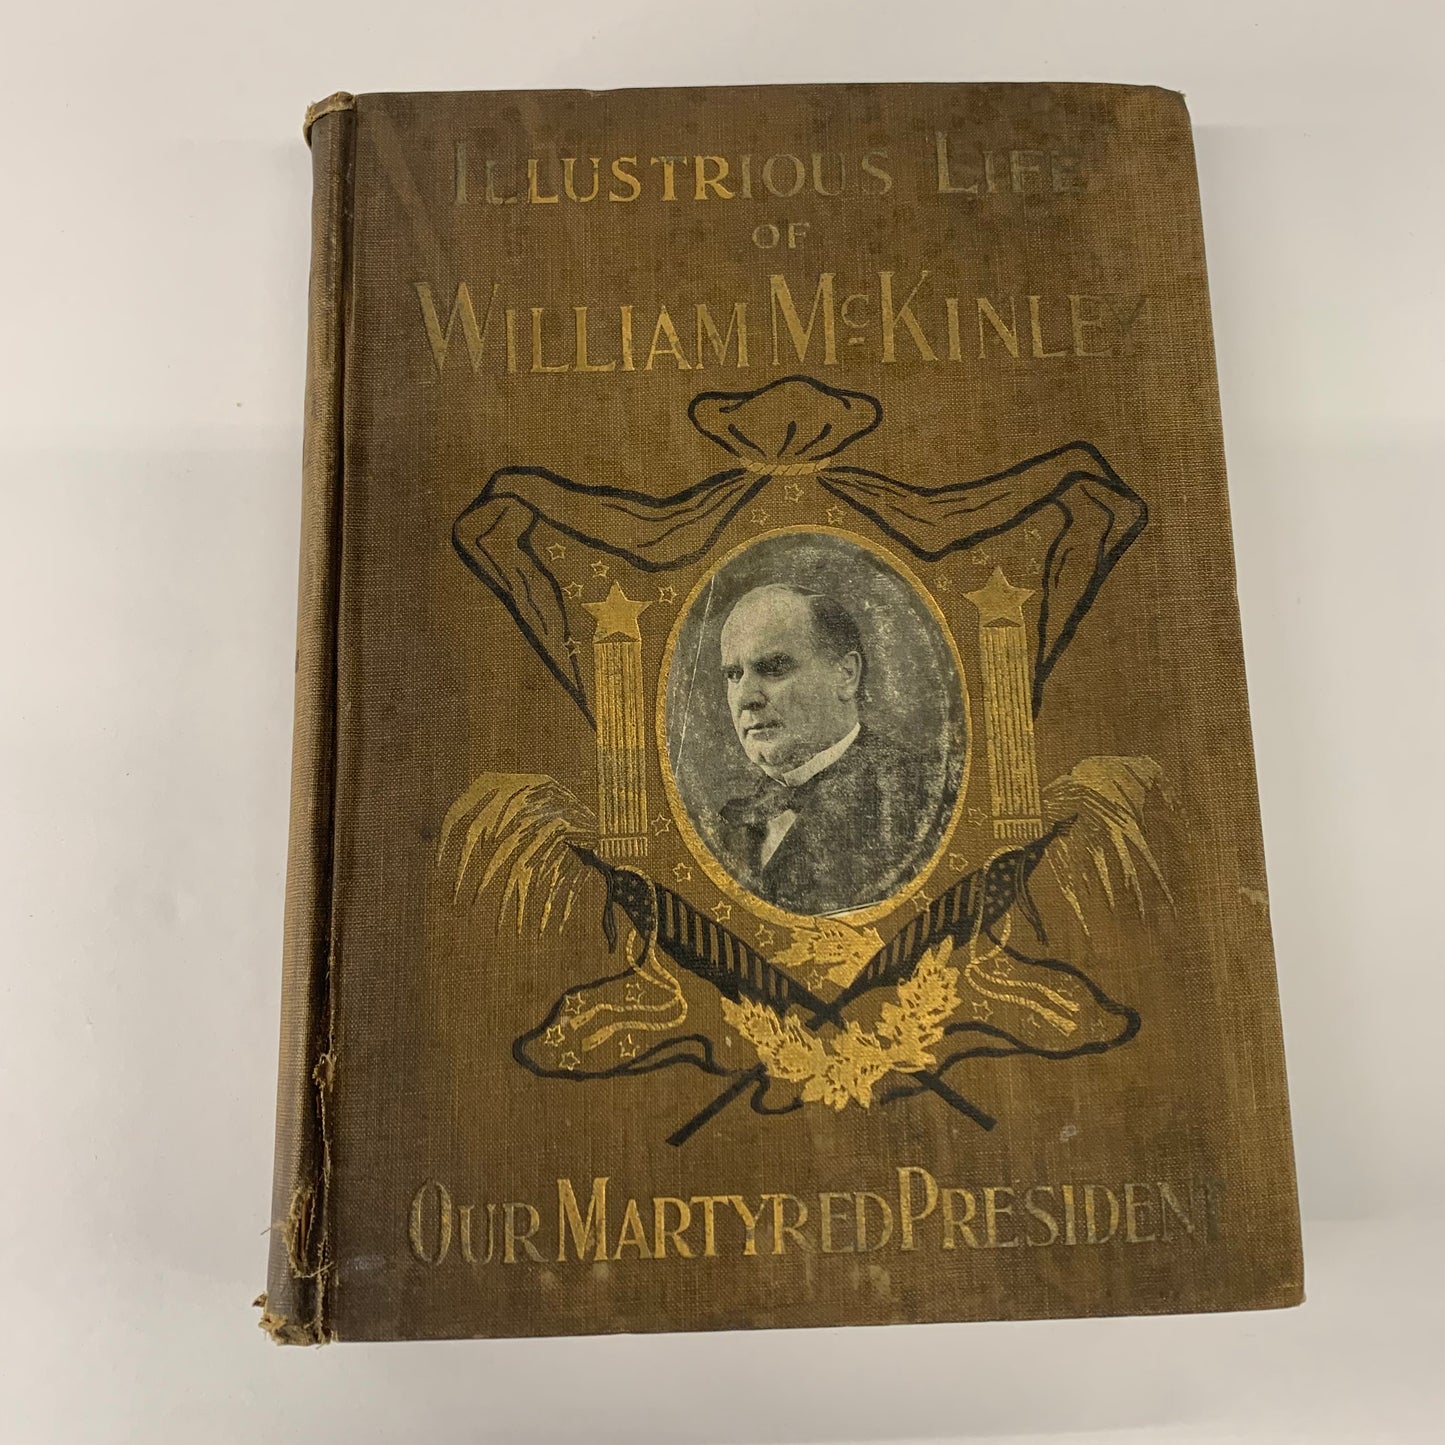 ILLUSTRIOUS LIFE
OF
WILLIAM McKINLEY
OUR MARTYRED PRESIDENT